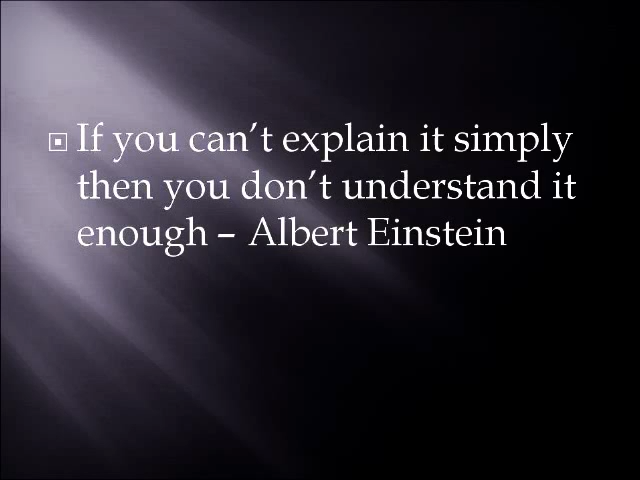 If you can’t explain it simply
then you don’t understand it
enough – Albert Einstein